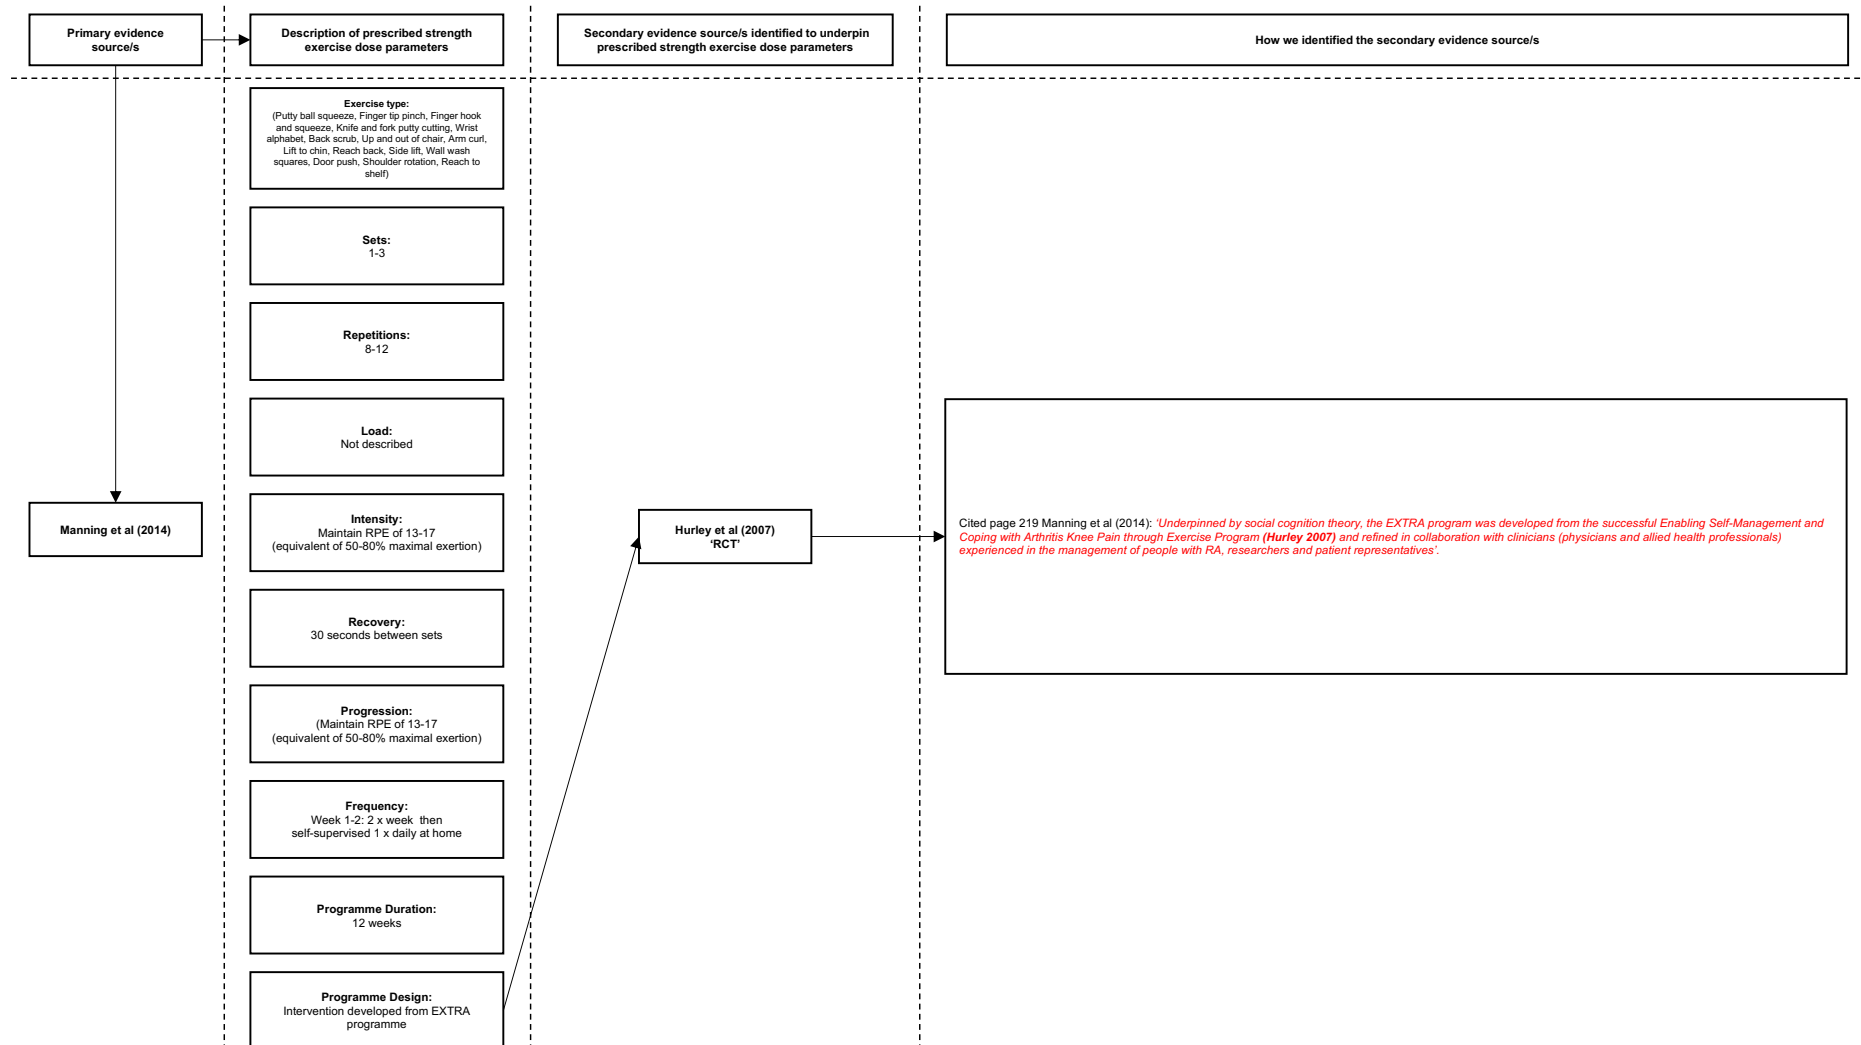 Primary evidence
source/s
Description of prescribed strength
exercise dose parameters
Secondary evidence source/s identified to underpin
prescribed strength exercise dose parameters
How we identified the secondary evidence source/s
Exercise type:
(Putty ball squeeze, Finger tip pinch, Finger hook
and squeeze, Knife and fork putty cutting, Wrist
alphabet, Back scrub, Up and out of chair, Arm curl,
Lift to chin, Reach back, Side lift, Wall wash
squares, Door push, Shoulder rotation, Reach to
shelf)
Sets:
1-3
Repetitions:
8-12
Load:
Not described
Manning et al (2014)
Intensity:
Maintain RPE of 13-17
(equivalent of 50-80% maximal exertion)
Hurley et al (2007)
‘RCT’
Cited page 219 Manning et al (2014): ‘Underpinned by social cognition theory, the EXTRA program was developed from the successful Enabling Self-Management and
Coping with Arthritis Knee Pain through Exercise Program (Hurley 2007) and refined in collaboration with clinicians (physicians and allied health professionals)
experienced in the management of people with RA, researchers and patient representatives’.
Recovery:
30 seconds between sets
Progression:
(Maintain RPE of 13-17
(equivalent of 50-80% maximal exertion)
Frequency:
Week 1-2: 2 x week then
self-supervised 1 x daily at home
Programme Duration:
12 weeks
Programme Design:
Intervention developed from EXTRA
programme